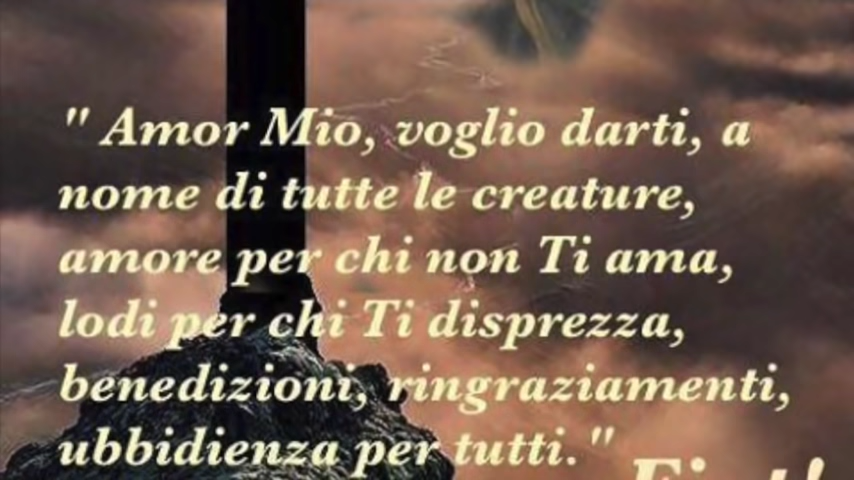 " Amor Mio, voglio darti, a
nome di tutte le creature,
amore per chi non Ti ama,
lodi per chi Ti disprezza,
benedizioni, ringraziamenti,
ubbidienza per tutti."